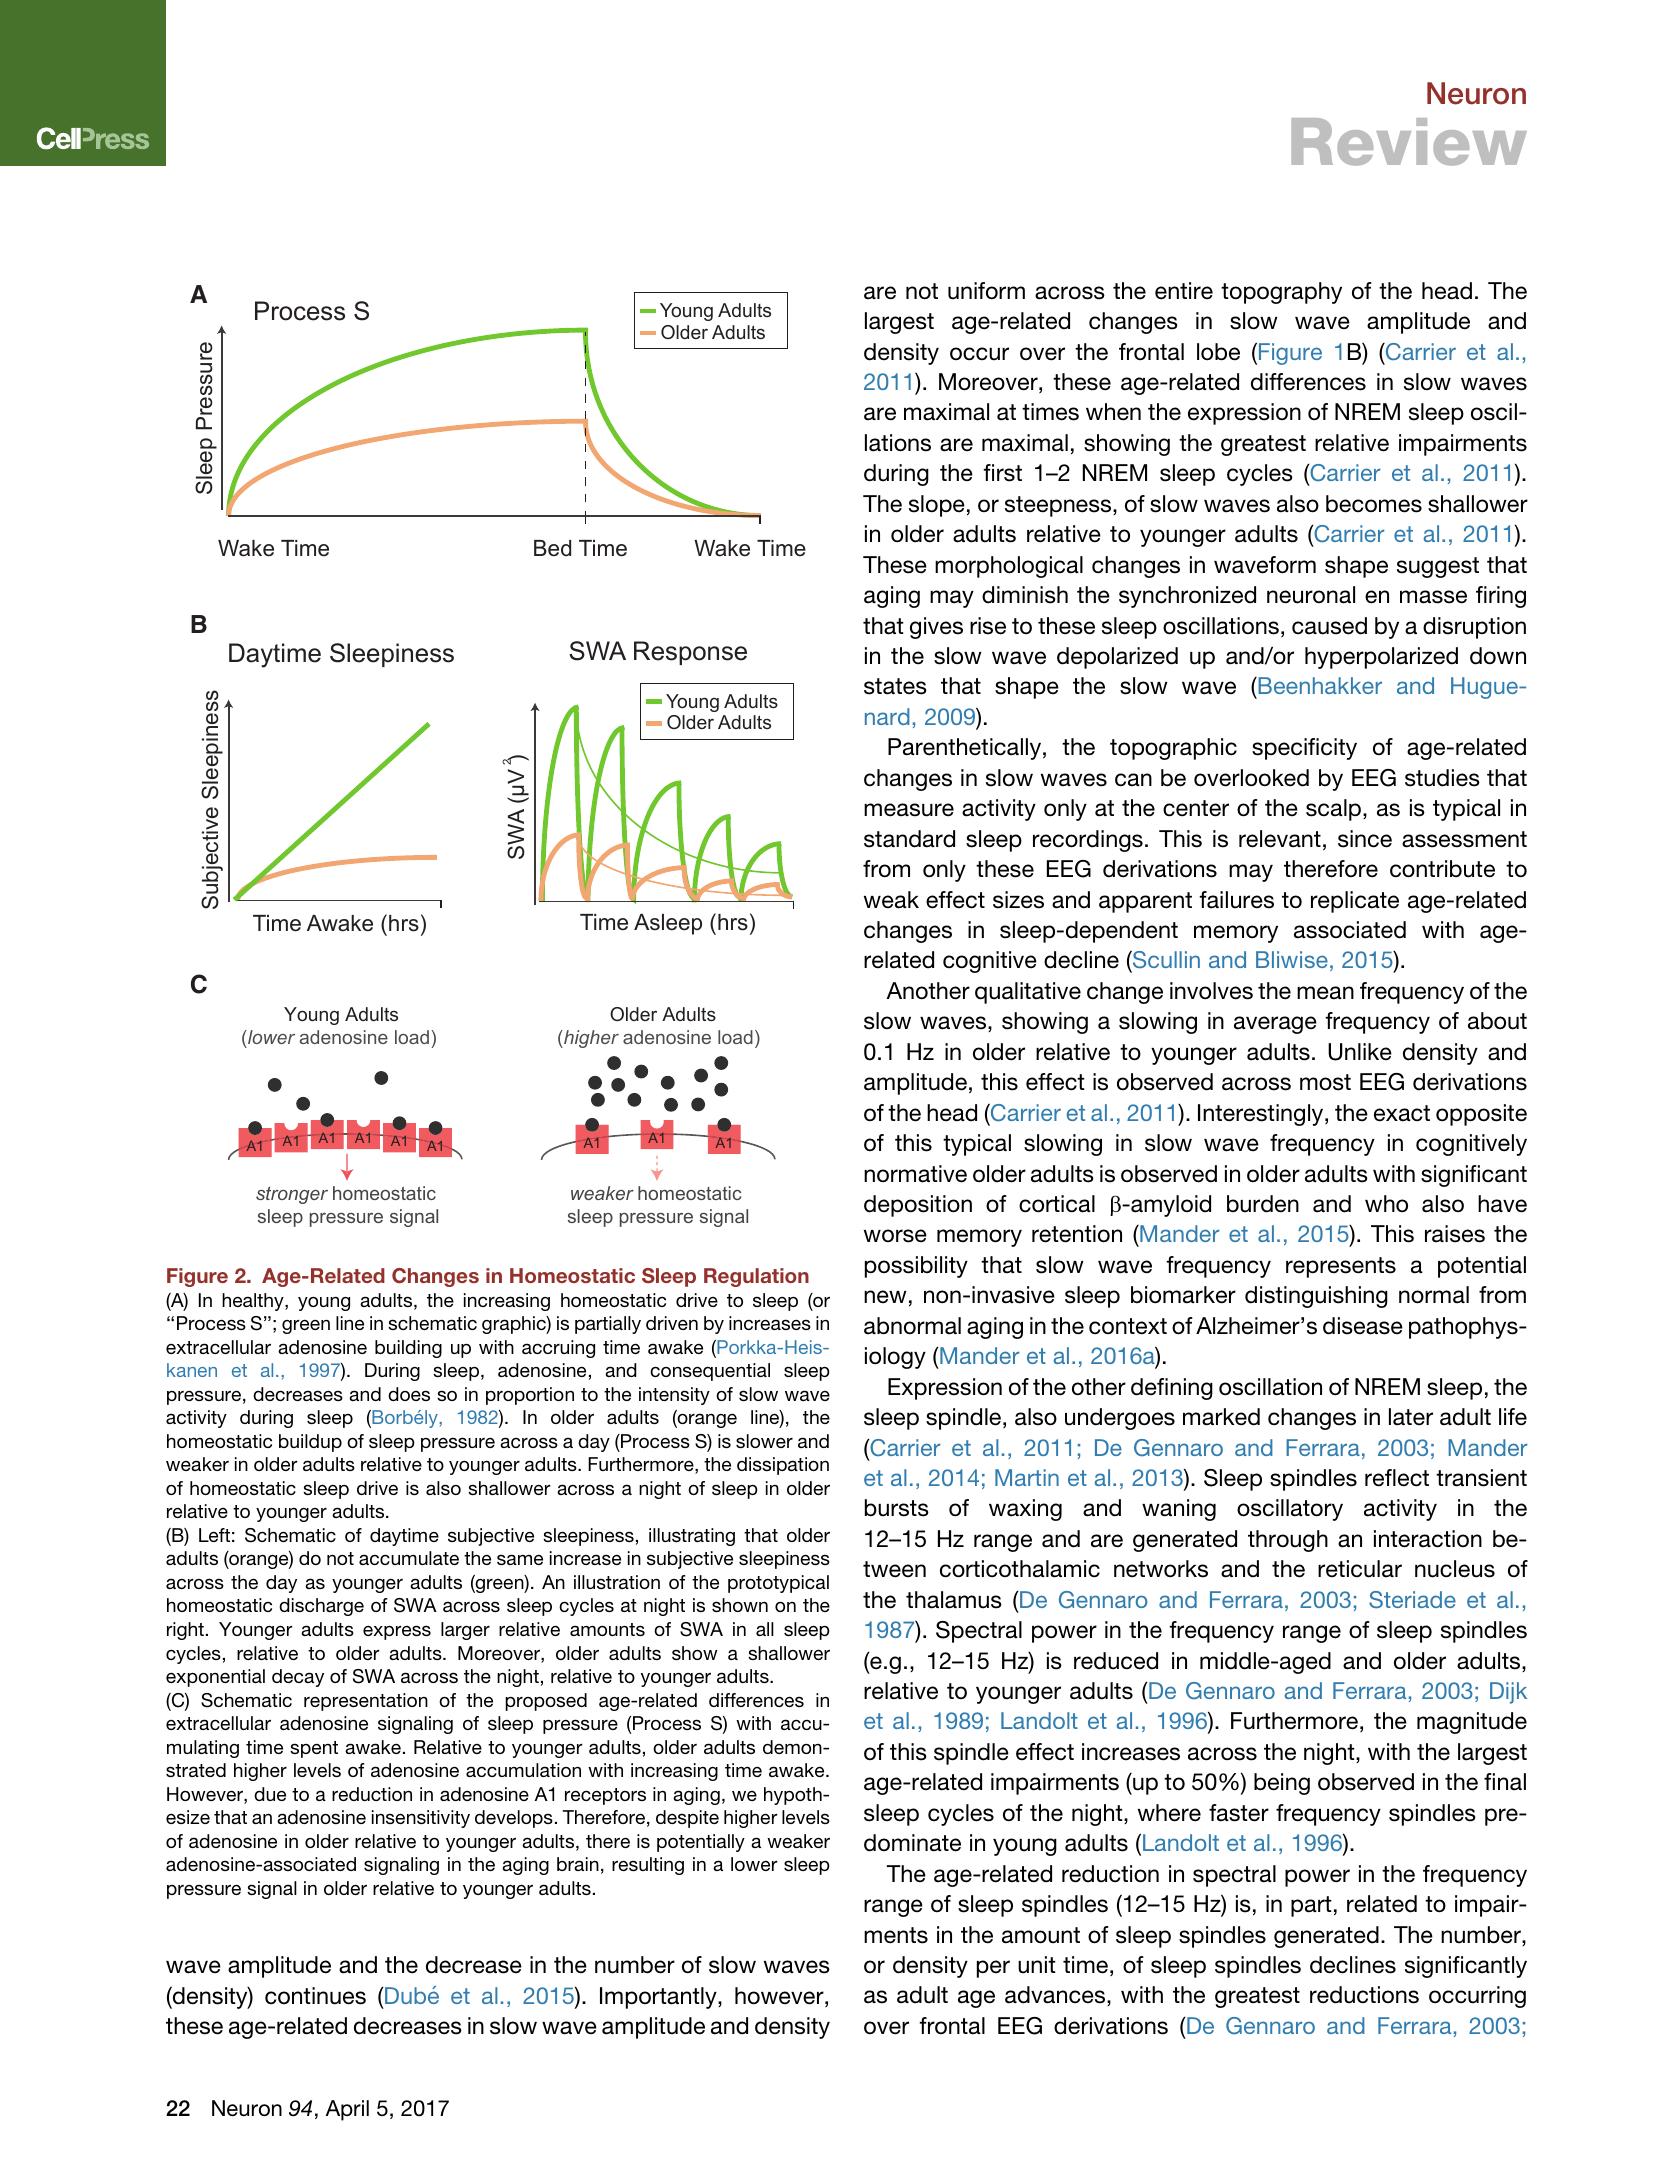 CellPress
Neuron
Review
A
Process S
Young Adults
Older Adults
Sleep Pressure
Wake Time
Bed Time
Wake Time
B
Daytime Sleepiness
SWA Response
Young Adults
Older Adults
Subjective Sleepiness
SWA (µV²)
Time Awake (hrs)
Time Asleep (hrs)
C
Young Adults
(lower adenosine load)
Older Adults
(higher adenosine load)
A1
A1
A1
A1
A1
A1
A1
A1
A1
stronger homeostatic
sleep pressure signal
weaker homeostatic
sleep pressure signal
Figure 2. Age-Related Changes in Homeostatic Sleep Regulation
(A) In healthy, young adults, the increasing homeostatic drive to sleep (or
“Process S”; green line in schematic graphic) is partially driven by increases in
extracellular adenosine building up with accruing time awake (Porkka-Heis-
kanen et al., 1997). During sleep, adenosine, and consequential sleep
pressure, decreases and does so in proportion to the intensity of slow wave
activity during sleep (Borbély, 1982). In older adults (orange line), the
homeostatic buildup of sleep pressure across a day (Process S) is slower and
weaker in older adults relative to younger adults. Furthermore, the dissipation
of homeostatic sleep drive is also shallower across a night of sleep in older
relative to younger adults.
(B) Left: Schematic of daytime subjective sleepiness, illustrating that older
adults (orange) do not accumulate the same increase in subjective sleepiness
across the day as younger adults (green). An illustration of the prototypical
homeostatic discharge of SWA across sleep cycles at night is shown on the
right. Younger adults express larger relative amounts of SWA in all sleep
cycles, relative to older adults. Moreover, older adults show a shallower
exponential decay of SWA across the night, relative to younger adults.
(C) Schematic representation of the proposed age-related differences in
extracellular adenosine signaling of sleep pressure (Process S) with accu-
mulating time spent awake. Relative to younger adults, older adults demon-
strated higher levels of adenosine accumulation with increasing time awake.
However, due to a reduction in adenosine A1 receptors in aging, we hypoth-
esize that an adenosine insensitivity develops. Therefore, despite higher levels
of adenosine in older relative to younger adults, there is potentially a weaker
adenosine-associated signaling in the aging brain, resulting in a lower sleep
pressure signal in older relative to younger adults.
wave amplitude and the decrease in the number of slow waves
(density) continues (Dubé et al., 2015). Importantly, however,
these age-related decreases in slow wave amplitude and density
are not uniform across the entire topography of the head. The
largest age-related changes in slow wave amplitude and
density occur over the frontal lobe (Figure 1B) (Carrier et al.,
2011). Moreover, these age-related differences in slow waves
are maximal at times when the expression of NREM sleep oscil-
lations are maximal, showing the greatest relative impairments
during the first 1–2 NREM sleep cycles (Carrier et al., 2011).
The slope, or steepness, of slow waves also becomes shallower
in older adults relative to younger adults (Carrier et al., 2011).
These morphological changes in waveform shape suggest that
aging may diminish the synchronized neuronal en masse firing
that gives rise to these sleep oscillations, caused by a disruption
in the slow wave depolarized up and/or hyperpolarized down
states that shape the slow wave (Beenhakker and Hugue-
nard, 2009).
Parenthetically, the topographic specificity of age-related
changes in slow waves can be overlooked by EEG studies that
measure activity only at the center of the scalp, as is typical in
standard sleep recordings. This is relevant, since assessment
from only these EEG derivations may therefore contribute to
weak effect sizes and apparent failures to replicate age-related
changes in sleep-dependent memory associated with age-
related cognitive decline (Scullin and Bliwise, 2015).
Another qualitative change involves the mean frequency of the
slow waves, showing a slowing in average frequency of about
0.1 Hz in older relative to younger adults. Unlike density and
amplitude, this effect is observed across most EEG derivations
of the head (Carrier et al., 2011). Interestingly, the exact opposite
of this typical slowing in slow wave frequency in cognitively
normative older adults is observed in older adults with significant
deposition of cortical β-amyloid burden and who also have
worse memory retention (Mander et al., 2015). This raises the
possibility that slow wave frequency represents a potential
new, non-invasive sleep biomarker distinguishing normal from
abnormal aging in the context of Alzheimer’s disease pathophys-
iology (Mander et al., 2016a).
Expression of the other defining oscillation of NREM sleep, the
sleep spindle, also undergoes marked changes in later adult life
(Carrier et al., 2011; De Gennaro and Ferrara, 2003; Mander
et al., 2014; Martin et al., 2013). Sleep spindles reflect transient
bursts of waxing and waning oscillatory activity in the
12–15 Hz range and are generated through an interaction be-
tween corticothalamic networks and the reticular nucleus of
the thalamus (De Gennaro and Ferrara, 2003; Steriade et al.,
1987). Spectral power in the frequency range of sleep spindles
(e.g., 12–15 Hz) is reduced in middle-aged and older adults,
relative to younger adults (De Gennaro and Ferrara, 2003; Dijk
et al., 1989; Landolt et al., 1996). Furthermore, the magnitude
of this spindle effect increases across the night, with the largest
age-related impairments (up to 50%) being observed in the final
sleep cycles of the night, where faster frequency spindles pre-
dominate in young adults (Landolt et al., 1996).
The age-related reduction in spectral power in the frequency
range of sleep spindles (12–15 Hz) is, in part, related to impair-
ments in the amount of sleep spindles generated. The number,
or density per unit time, of sleep spindles declines significantly
as adult age advances, with the greatest reductions occurring
over frontal EEG derivations (De Gennaro and Ferrara, 2003;
22 Neuron 94, April 5, 2017